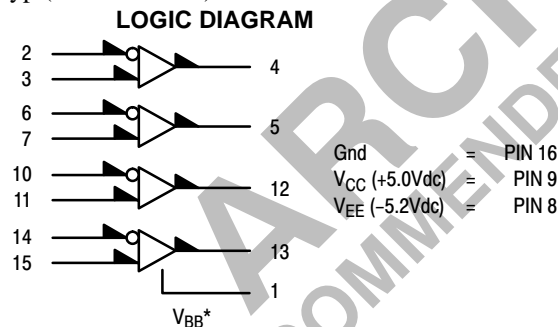 LOGIC DIAGRAM
2
3
4
6
7
5
10
11
12
14
15
13
1
VBB*
Gnd = PIN 16
VCC (+5.0Vdc) = PIN 9
VEE (–5.2Vdc) = PIN 8